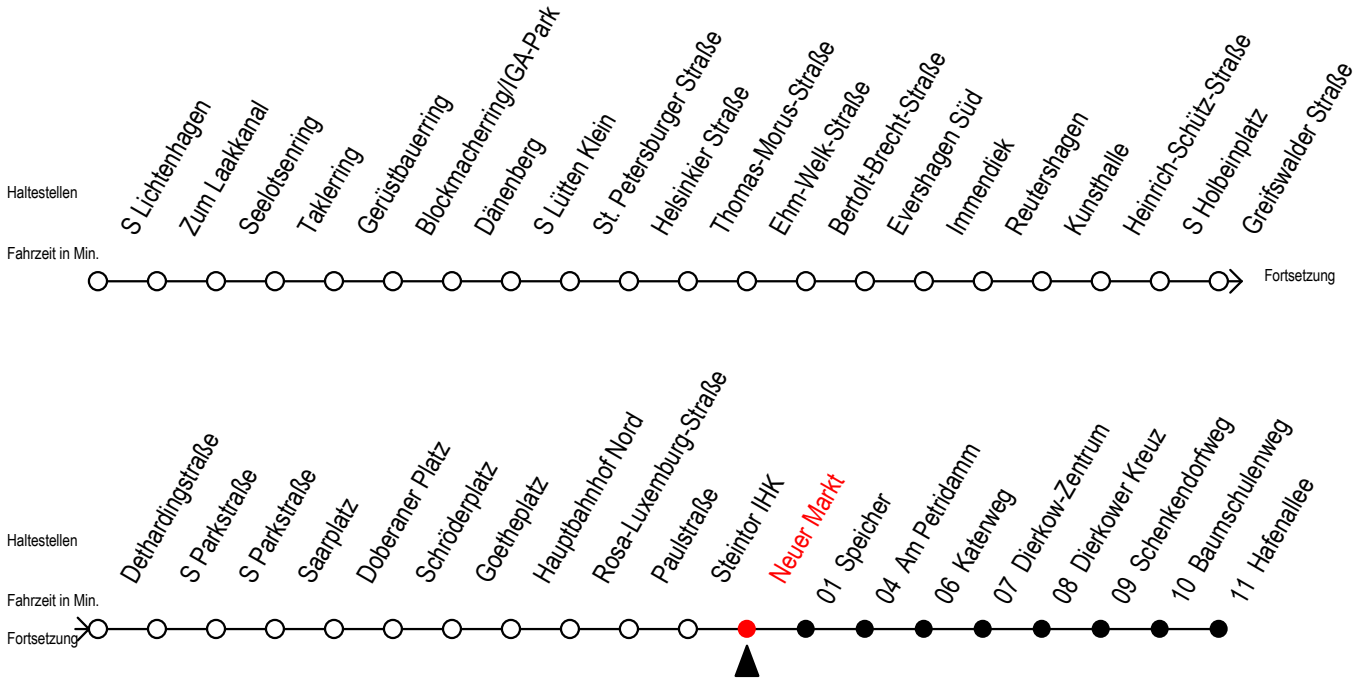 Haltestellen
S Lichtenhagen
Zum Laakkanal
Seelotsenring
Taklerring
Gerüstbauerring
Blockmacherring/IGA-Park
Dänenberg
S Lütten Klein
St. Petersburger Straße
Helsinkier Straße
Thomas-Morus-Straße
Ehm-Welk-Straße
Bertolt-Brecht-Straße
Evershagen Süd
Immendiek
Reutershagen
Kunsthalle
Heinrich-Schütz-Straße
S Holbeinplatz
Greifswalder Straße
Fahrzeit in Min.
Fortsetzung
Haltestellen
Dethardingstraße
S Parkstraße
S Parkstraße
Saarplatz
Doberaner Platz
Schröderplatz
Goetheplatz
Hauptbahnhof Nord
Rosa-Luxemburg-Straße
Paulstraße
Steintor IHK
Neuer Markt
01 Speicher
04 Am Petridamm
06 Katerweg
07 Dierkow-Zentrum
08 Dierkower Kreuz
09 Schenkendorfweg
10 Baumschulenweg
11 Hafenallee
Fahrzeit in Min.
Fortsetzung